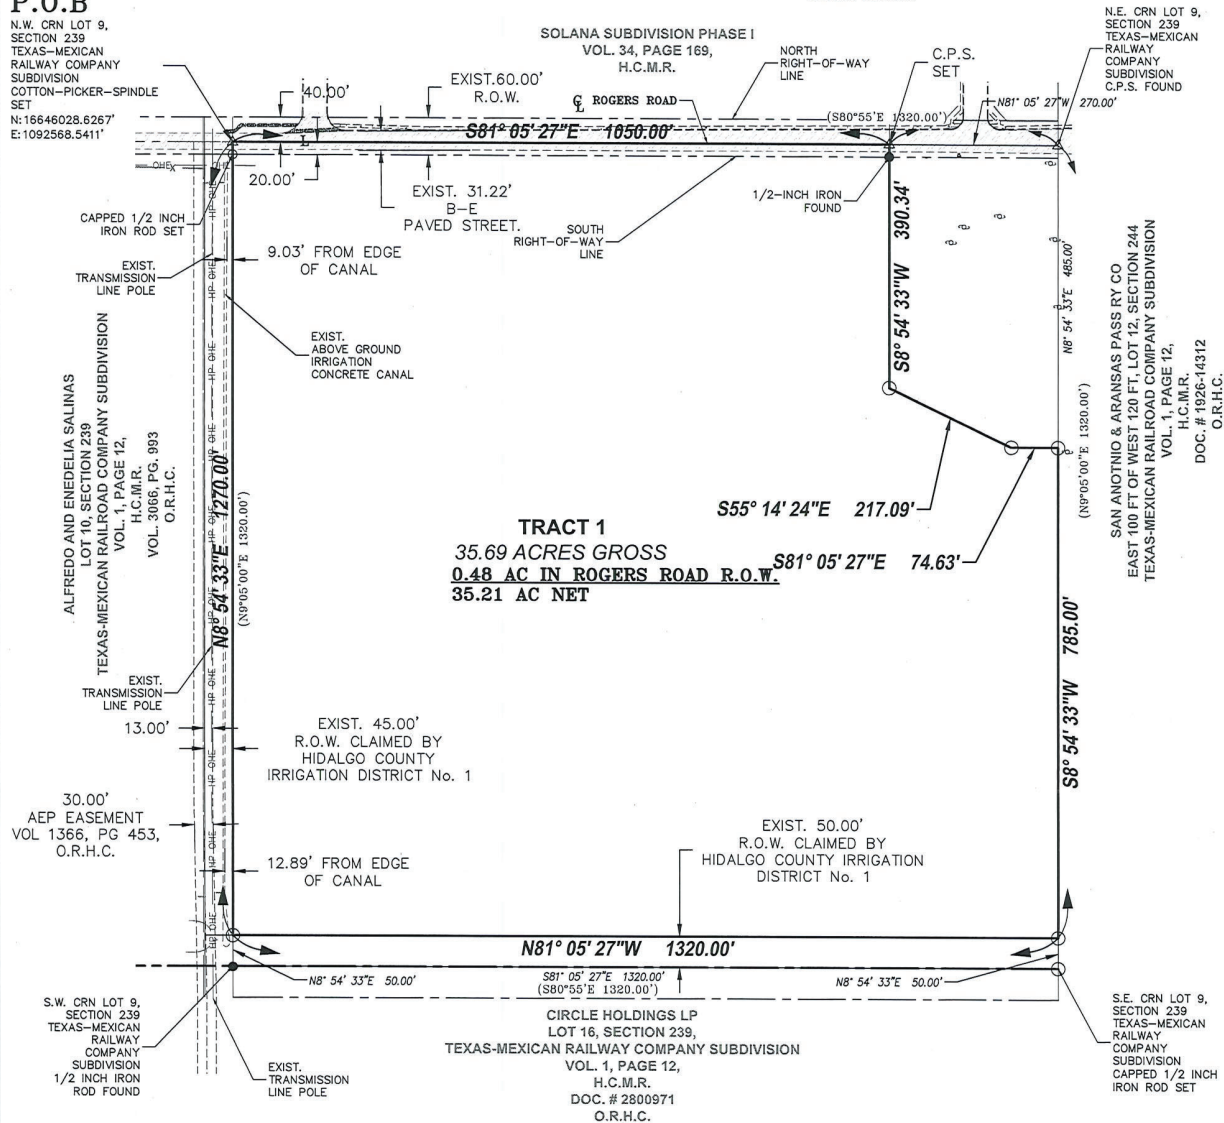 P.O.B
N.W. CRN LOT 9,
SECTION 239
TEXAS-MEXICAN
RAILWAY COMPANY
SUBDIVISION
COTTON-PICKER-SPINDLE
SET
N:16646028.6267'
E:1092568.5411'
SOLANA SUBDIVISION PHASE I
VOL. 34, PAGE 169,
H.C.M.R.
NORTH
RIGHT-OF-WAY
LINE
C.P.S.
SET
N.E. CRN LOT 9,
SECTION 239
TEXAS-MEXICAN
RAILWAY
COMPANY
SUBDIVISION
C.P.S. FOUND
40.00'
EXIST.60.00'
R.O.W.
℄ ROGERS ROAD
(S80°55'E 1320.00')
N81° 05' 27"W 270.00'
S81° 05' 27"E 1050.00'
OHE
20.00'
EXIST. 31.22'
B-E
PAVED STREET.
SOUTH
RIGHT-OF-WAY
LINE
1/2-INCH IRON
FOUND
CAPPED 1/2 INCH
IRON ROD SET
9.03' FROM EDGE
OF CANAL
EXIST.
TRANSMISSION
LINE POLE
EXIST.
ABOVE GROUND
IRRIGATION
CONCRETE CANAL
S8° 54' 33"W 390.34'
N8° 54' 33"E 485.00'
(N9°05'00"E 1320.00')
SAN ANOTNIO & ARANSAS PASS RY CO
EAST 100 FT OF WEST 120 FT, LOT 12, SECTION 244
TEXAS-MEXICAN RAILROAD COMPANY SUBDIVISION
VOL. 1, PAGE 12,
H.C.M.R.
DOC. # 1926-14312
O.R.H.C.
ALFREDO AND ENEDELIA SALINAS
LOT 10, SECTION 239
TEXAS-MEXICAN RAILROAD COMPANY SUBDIVISION
VOL. 1, PAGE 12,
H.C.M.R.
VOL. 3066, PG. 993
O.R.H.C.
HP OHE
N8° 54' 33"E 1270.00'
(N9°05'00"E 1320.00')
S55° 14' 24"E 217.09'
S81° 05' 27"E 74.63'
TRACT 1
35.69 ACRES GROSS
0.48 AC IN ROGERS ROAD R.O.W.
35.21 AC NET
S8° 54' 33"W 785.00'
EXIST.
TRANSMISSION
LINE POLE
13.00'
EXIST. 45.00'
R.O.W. CLAIMED BY
HIDALGO COUNTY
IRRIGATION DISTRICT No. 1
30.00'
AEP EASEMENT
VOL 1366, PG 453,
O.R.H.C.
12.89' FROM EDGE
OF CANAL
EXIST. 50.00'
R.O.W. CLAIMED BY
HIDALGO COUNTY IRRIGATION
DISTRICT No. 1
N81° 05' 27"W 1320.00'
N8° 54' 33"E 50.00'
S81° 05' 27"E 1320.00'
(S80°55'E 1320.00')
N8° 54' 33"E 50.00'
S.W. CRN LOT 9,
SECTION 239
TEXAS-MEXICAN
RAILWAY
COMPANY
SUBDIVISION
1/2 INCH IRON
ROD FOUND
EXIST.
TRANSMISSION
LINE POLE
CIRCLE HOLDINGS LP
LOT 16, SECTION 239,
TEXAS-MEXICAN RAILWAY COMPANY SUBDIVISION
VOL. 1, PAGE 12,
H.C.M.R.
DOC. # 2800971
O.R.H.C.
S.E. CRN LOT 9,
SECTION 239
TEXAS-MEXICAN
RAILWAY
COMPANY
SUBDIVISION
CAPPED 1/2 INCH
IRON ROD SET